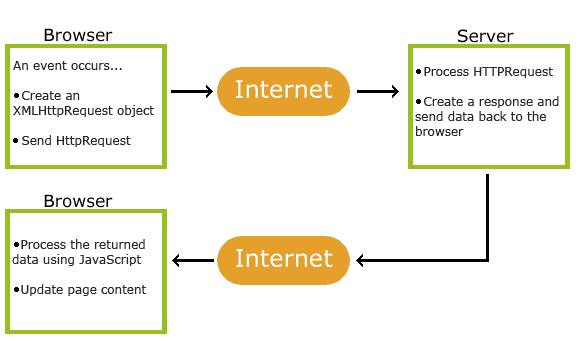 Browser
An event occurs...
•Create an
XMLHttpRequest object
• Send HttpRequest
Internet
Server
•Process HTTPRequest
•Create a response and
send data back to the
browser
Browser
•Process the returned
data using JavaScript
•Update page content
Internet